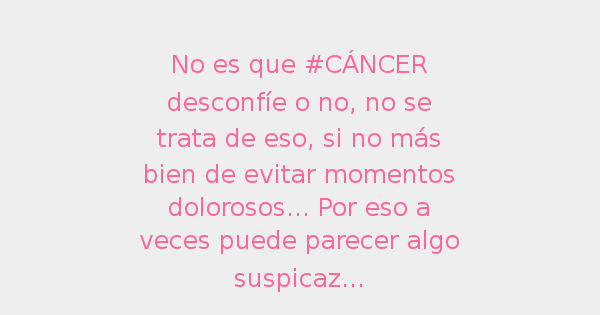 No es que #CÁNCER
desconfíe o no, no se
trata de eso, si no más
bien de evitar momentos
dolorosos... Por eso a
veces puede parecer algo
suspicaz...